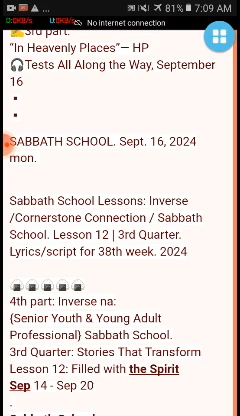 81% 7:09 AM
0KB/s 0KB/s No internet connection
✍3rd part.
“In Heavenly Places”— HP
🎧Tests All Along the Way, September
16
▪
▪
SABBATH SCHOOL. Sept. 16, 2024
mon.
Sabbath School Lessons: Inverse
/Cornerstone Connection / Sabbath
School. Lesson 12 | 3rd Quarter.
Lyrics/script for 38th week. 2024
🍙🍙🍙🍙🍙
4th part: Inverse na:
{Senior Youth & Young Adult
Professional} Sabbath School.
3rd Quarter: Stories That Transform
Lesson 12: Filled with the Spirit
Sep 14 - Sep 20
.